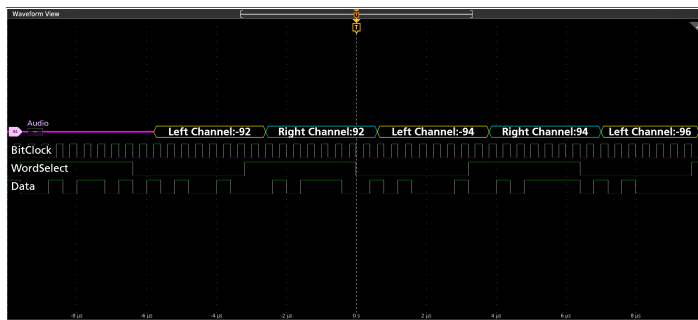 Waveform View
T
T
Audio
B1 Left Channel:-92 Right Channel:92 Left Channel:-94 Right Channel:94 Left Channel:-96
BitClock
WordSelect
Data
-8 µs -6 µs -4 µs -2 µs 0 s 2 µs 4 µs 6 µs 8 µs